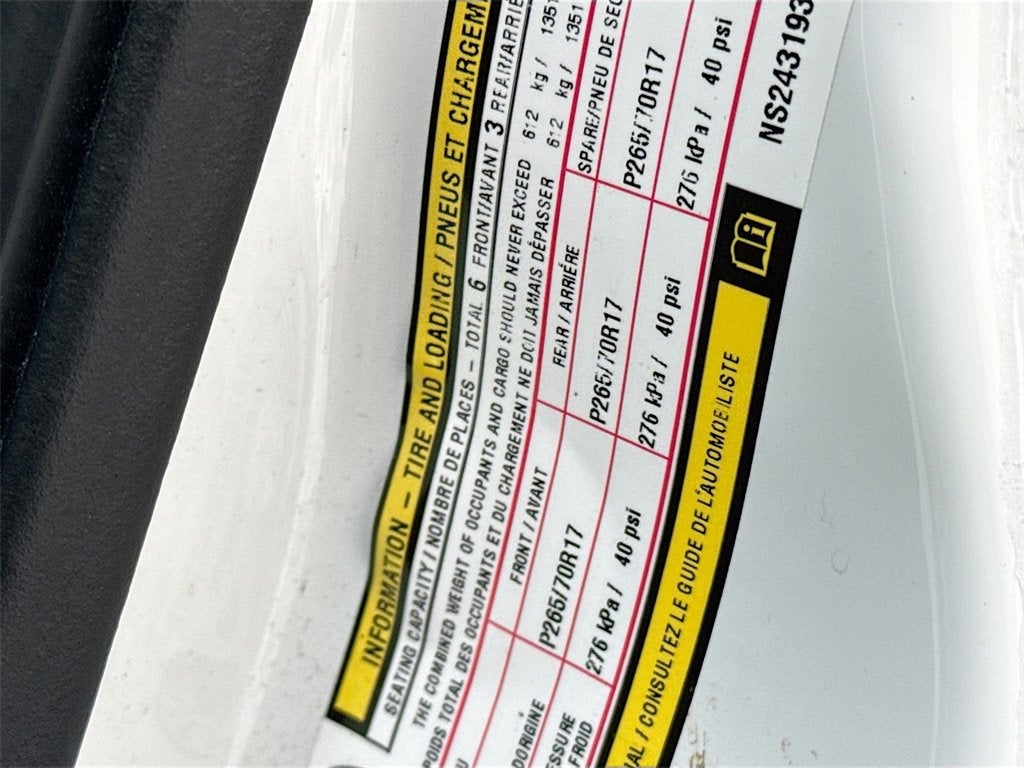 INFORMATION – TIRE AND LOADING / PNEUS ET CHARGEM
SEATING CAPACITY / NOMBRE DE PLACES – TOTAL 6 FRONT/AVANT 3 REAR/ARRIÈ
THE COMBINED WEIGHT OF OCCUPANTS AND CARGO SHOULD NEVER EXCEED 612 kg / 1351
POIDS TOTAL DES OCCUPANTS ET DU CHARGEMENT NE DOIT JAMAIS DÉPASSER 612 kg / 1351
FRONT / AVANT REAR / ARRIÈRE SPARE/PNEU DE SEC
DORIGINE P265/70R17 P265/70R17 P265/70R17
ESSURE 276 kPa / 40 psi 276 kPa / 40 psi 276 kPa / 40 psi
FROID
AL / CONSULTEZ LE GUIDE DE L'AUTOMOBILISTE
NS243193